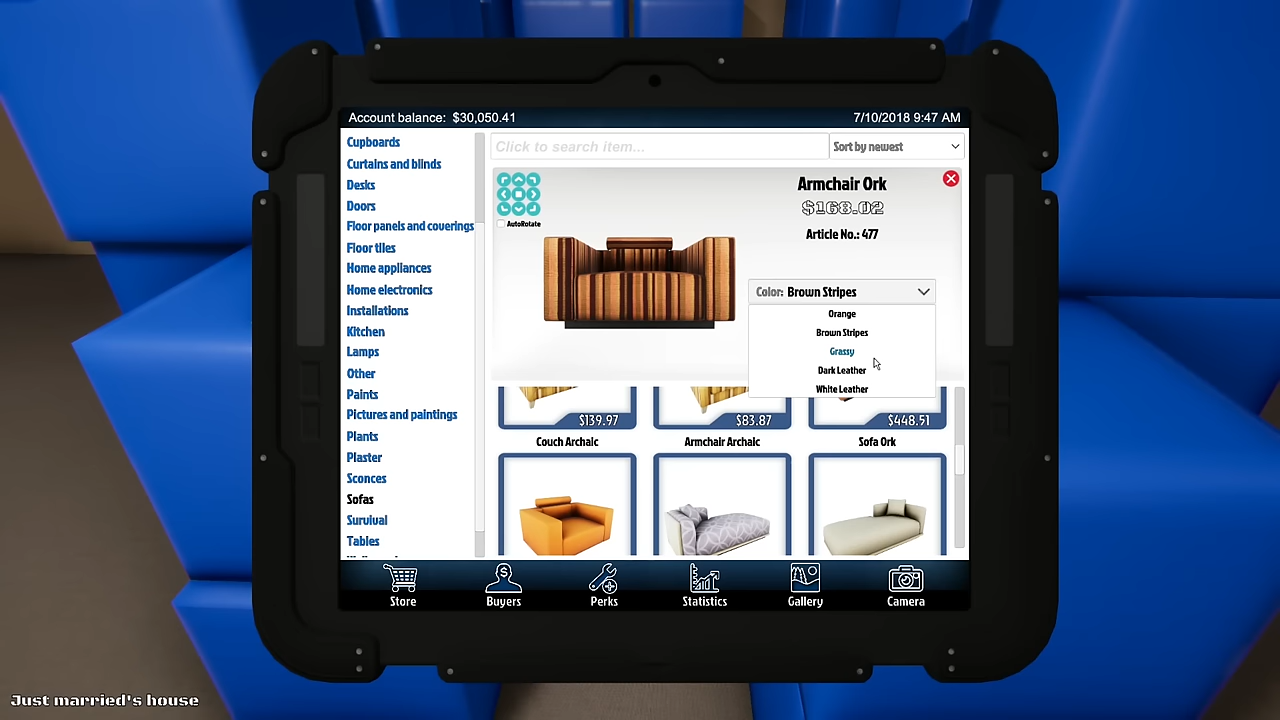 Account balance: $30,050.41
7/10/2018 9:47 AM
Cupboards
Curtains and blinds
Desks
Doors
Floor panels and coverings
Floor tiles
Home appliances
Home electronics
Installations
Kitchen
Lamps
Other
Paints
Pictures and paintings
Plants
Plaster
Sconces
Sofas
Survival
Tables
Click to search item...
Sort by newest
AutoRotate
Armchair Ork
$168.02
Article No.: 477
Color: Brown Stripes
Orange
Brown Stripes
Grassy
Dark Leather
White Leather
$139.97
$83.87
$448.51
Couch Archaic
Armchair Archaic
Sofa Ork
Store
Buyers
Perks
Statistics
Gallery
Camera
Just married's house